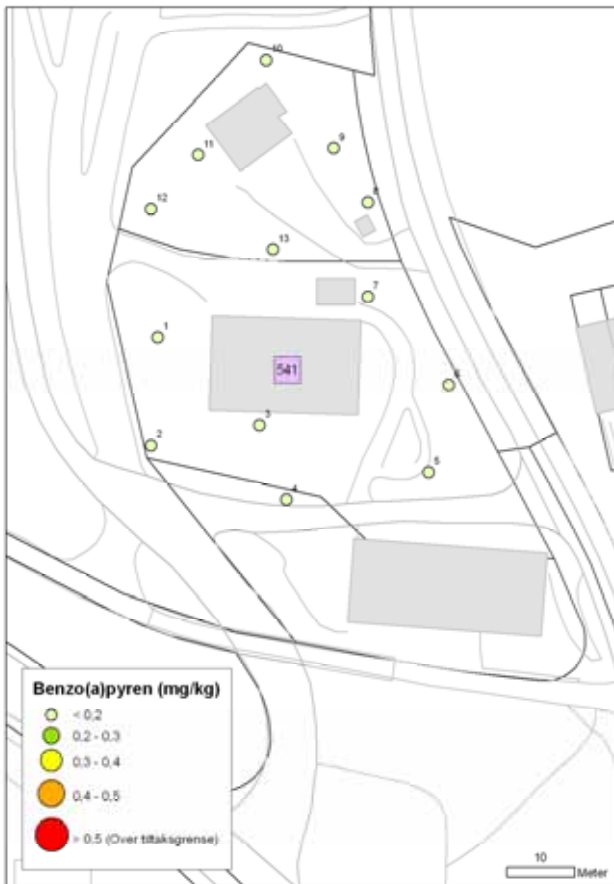 10
11
9
12
8
13
7
1
541
6
3
2
5
4
Benzo(a)pyren (mg/kg)
< 0,2
0,2 - 0,3
0,3 - 0,4
0,4 - 0,5
> 0,5 (Over tiltaksgrense)
10
Meter